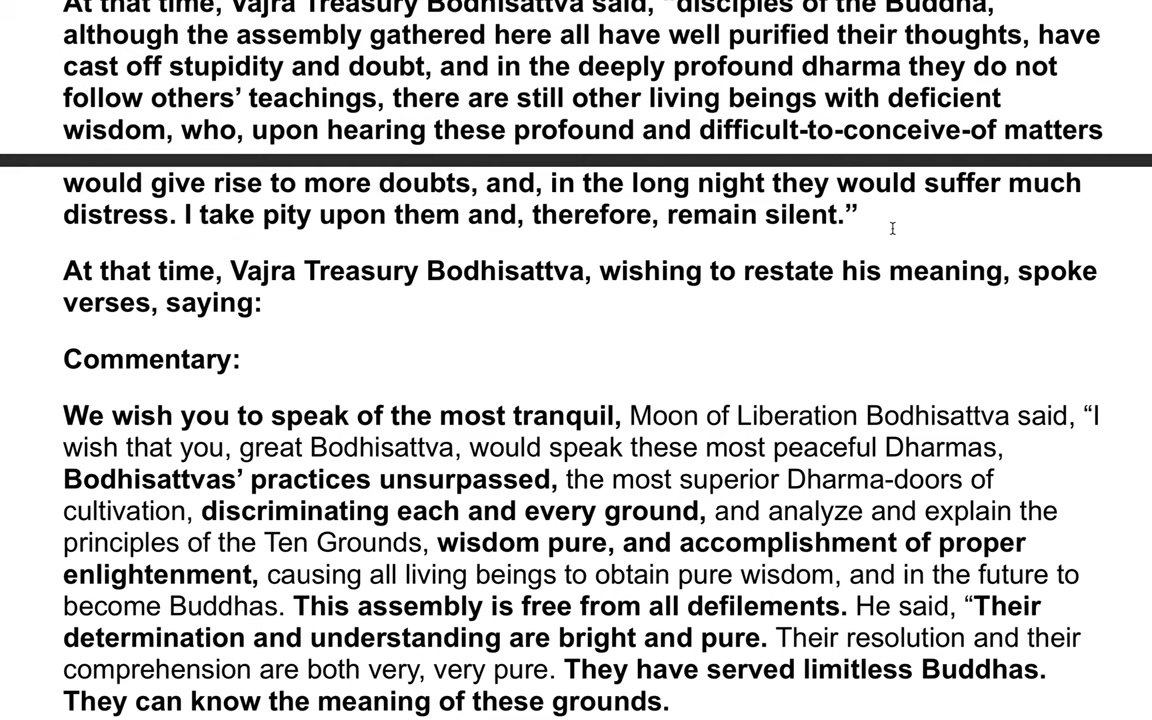 At that time, Vajra Treasury Bodhisattva said, “disciples of the Buddha,
although the assembly gathered here all have well purified their thoughts, have
cast off stupidity and doubt, and in the deeply profound dharma they do not
follow others’ teachings, there are still other living beings with deficient
wisdom, who, upon hearing these profound and difficult-to-conceive-of matters
would give rise to more doubts, and, in the long night they would suffer much
distress. I take pity upon them and, therefore, remain silent.”
At that time, Vajra Treasury Bodhisattva, wishing to restate his meaning, spoke
verses, saying:
Commentary:
We wish you to speak of the most tranquil, Moon of Liberation Bodhisattva said, “I
wish that you, great Bodhisattva, would speak these most peaceful Dharmas,
Bodhisattvas’ practices unsurpassed, the most superior Dharma-doors of
cultivation, discriminating each and every ground, and analyze and explain the
principles of the Ten Grounds, wisdom pure, and accomplishment of proper
enlightenment, causing all living beings to obtain pure wisdom, and in the future to
become Buddhas. This assembly is free from all defilements. He said, “Their
determination and understanding are bright and pure. Their resolution and their
comprehension are both very, very pure. They have served limitless Buddhas.
They can know the meaning of these grounds.